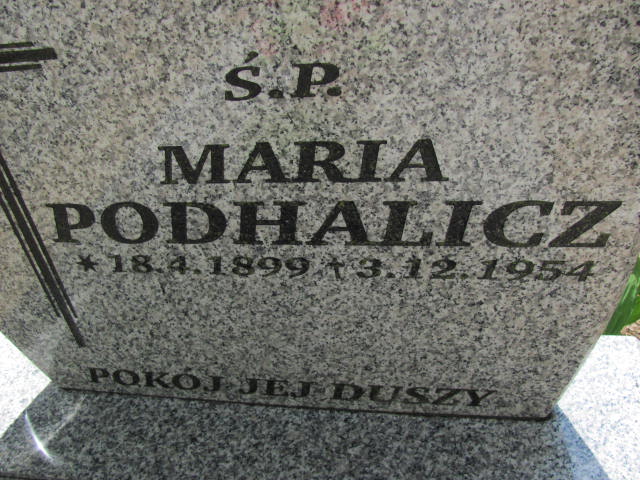 Ś.P.
MARIA
PODHALICZ
* 18.4.1899 † 3.12.1954
POKÓJ JEJ DUSZY